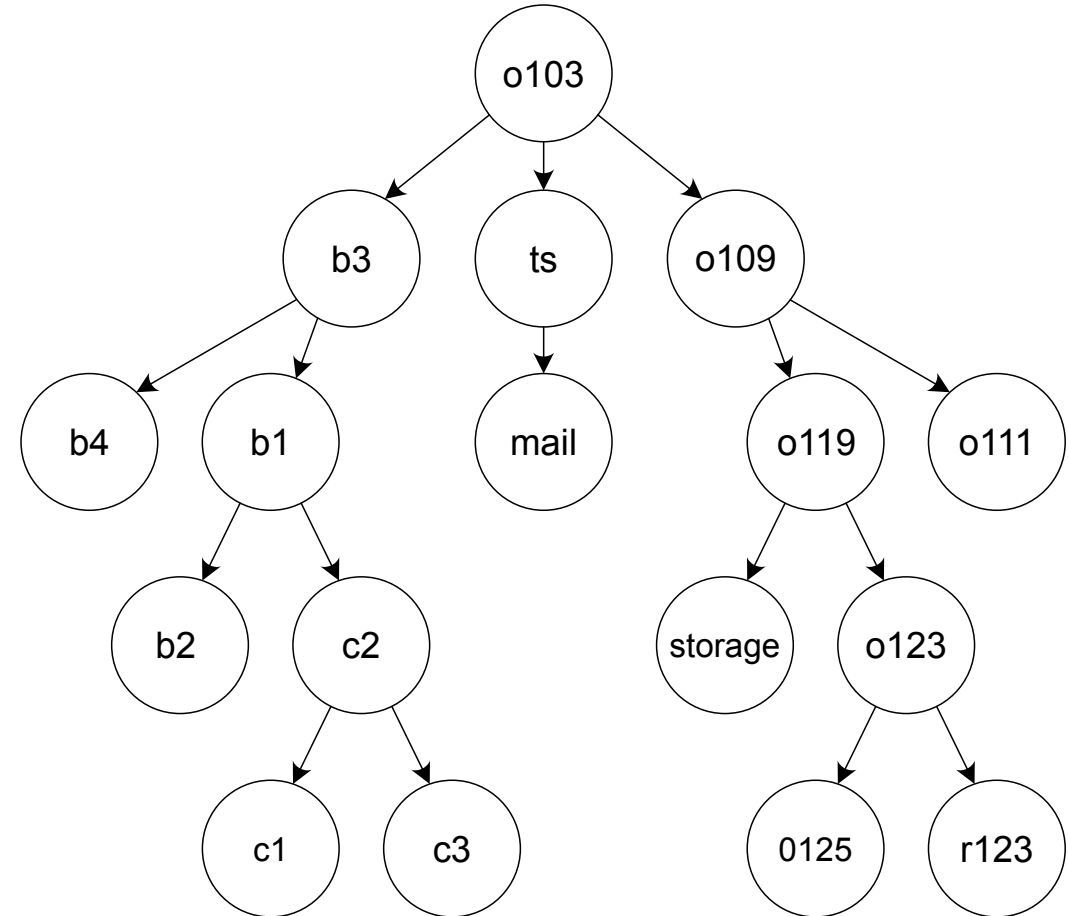 o103
b3
ts
o109
b4
b1
mail
o119
o111
b2
c2
storage
o123
c1
c3
0125
r123